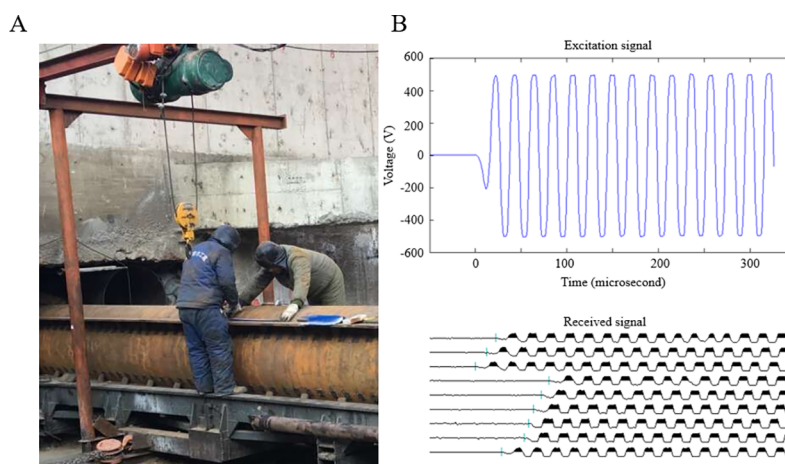 A
B
Excitation signal
600
400
200
0
-200
-400
-600
Voltage (V)
0
100
200
300
Time (microsecond)
Received signal